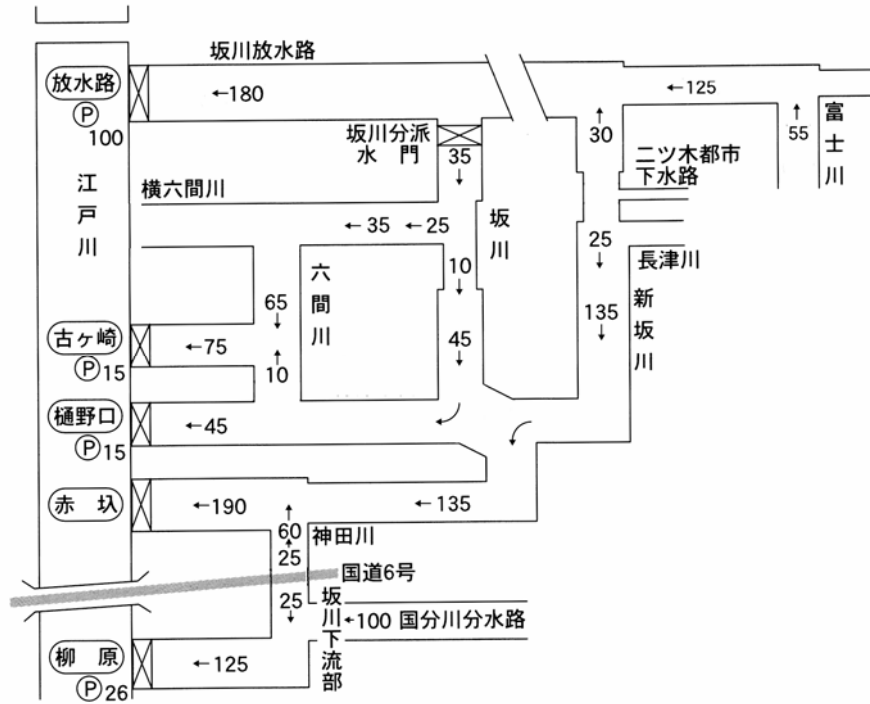 坂川放水路
放水路
Ⓟ
100
←180
←125
坂川分派
水門
35
↓
↑
30
↑
55
富士川
二ツ木都市
下水路
江戸川
横六間川
←35 ←25
坂川
10
↓
25
↓
長津川
新坂川
六間川
65
↓
↑
10
45
↓
135
↓
古ヶ崎
Ⓟ15
←75
樋野口
Ⓟ15
←45
赤圦
←190
←135
↑
60
↑
25
神田川
国道6号
25
↓
坂川下流部
←100 国分川分水路
柳原
Ⓟ26
←125